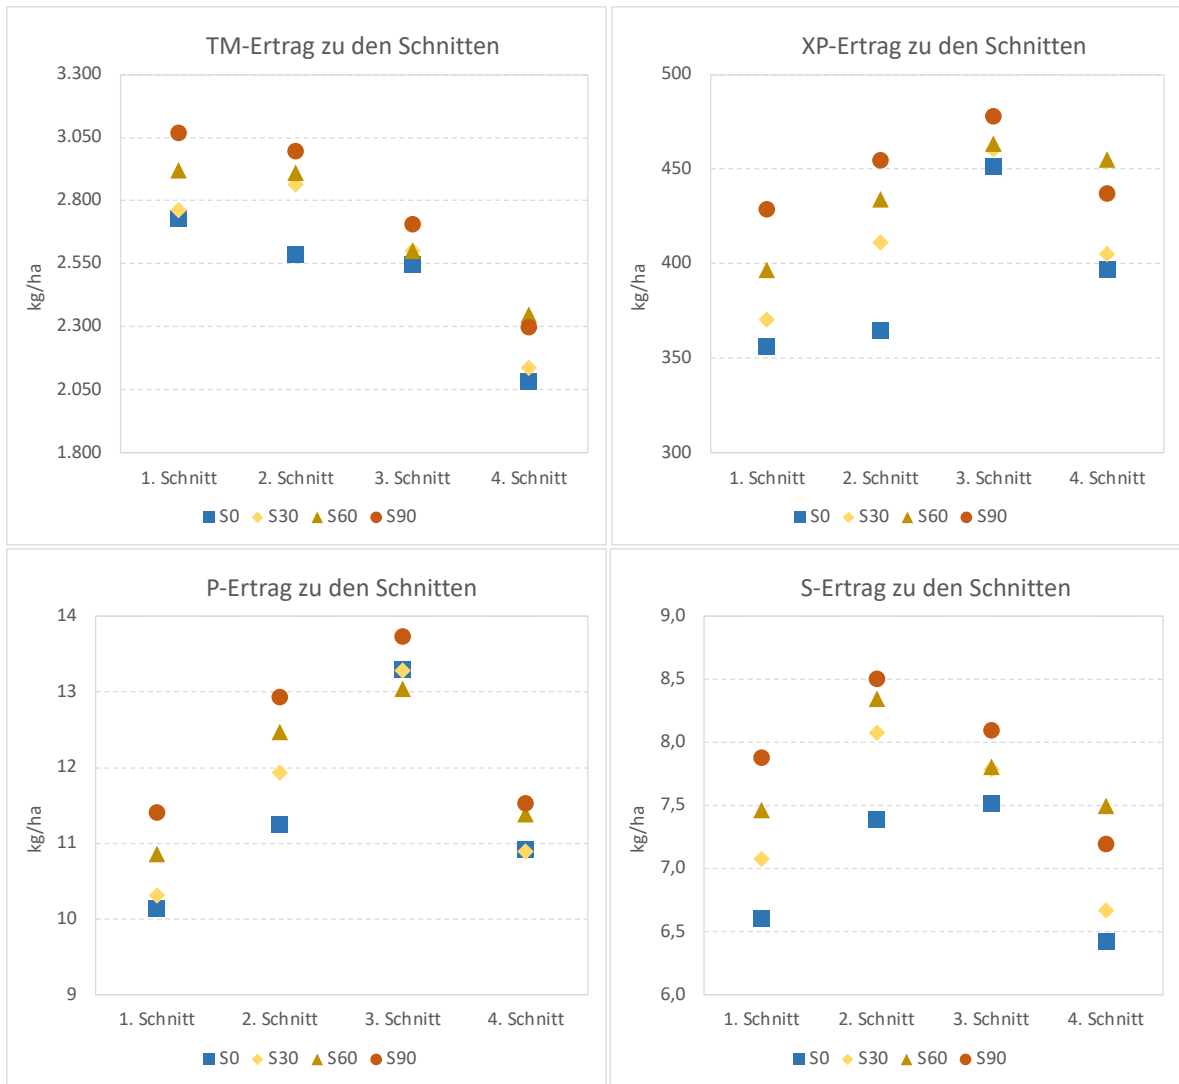 TM-Ertrag zu den Schnitten
3.300
3.050
2.800
2.550
2.300
2.050
1.800
kg/ha
1. Schnitt 2. Schnitt 3. Schnitt 4. Schnitt
S0 S30 S60 S90
XP-Ertrag zu den Schnitten
500
450
400
350
300
kg/ha
1. Schnitt 2. Schnitt 3. Schnitt 4. Schnitt
S0 S30 S60 S90
P-Ertrag zu den Schnitten
14
13
12
11
10
9
kg/ha
1. Schnitt 2. Schnitt 3. Schnitt 4. Schnitt
S0 S30 S60 S90
S-Ertrag zu den Schnitten
9,0
8,5
8,0
7,5
7,0
6,5
6,0
kg/ha
1. Schnitt 2. Schnitt 3. Schnitt 4. Schnitt
S0 S30 S60 S90